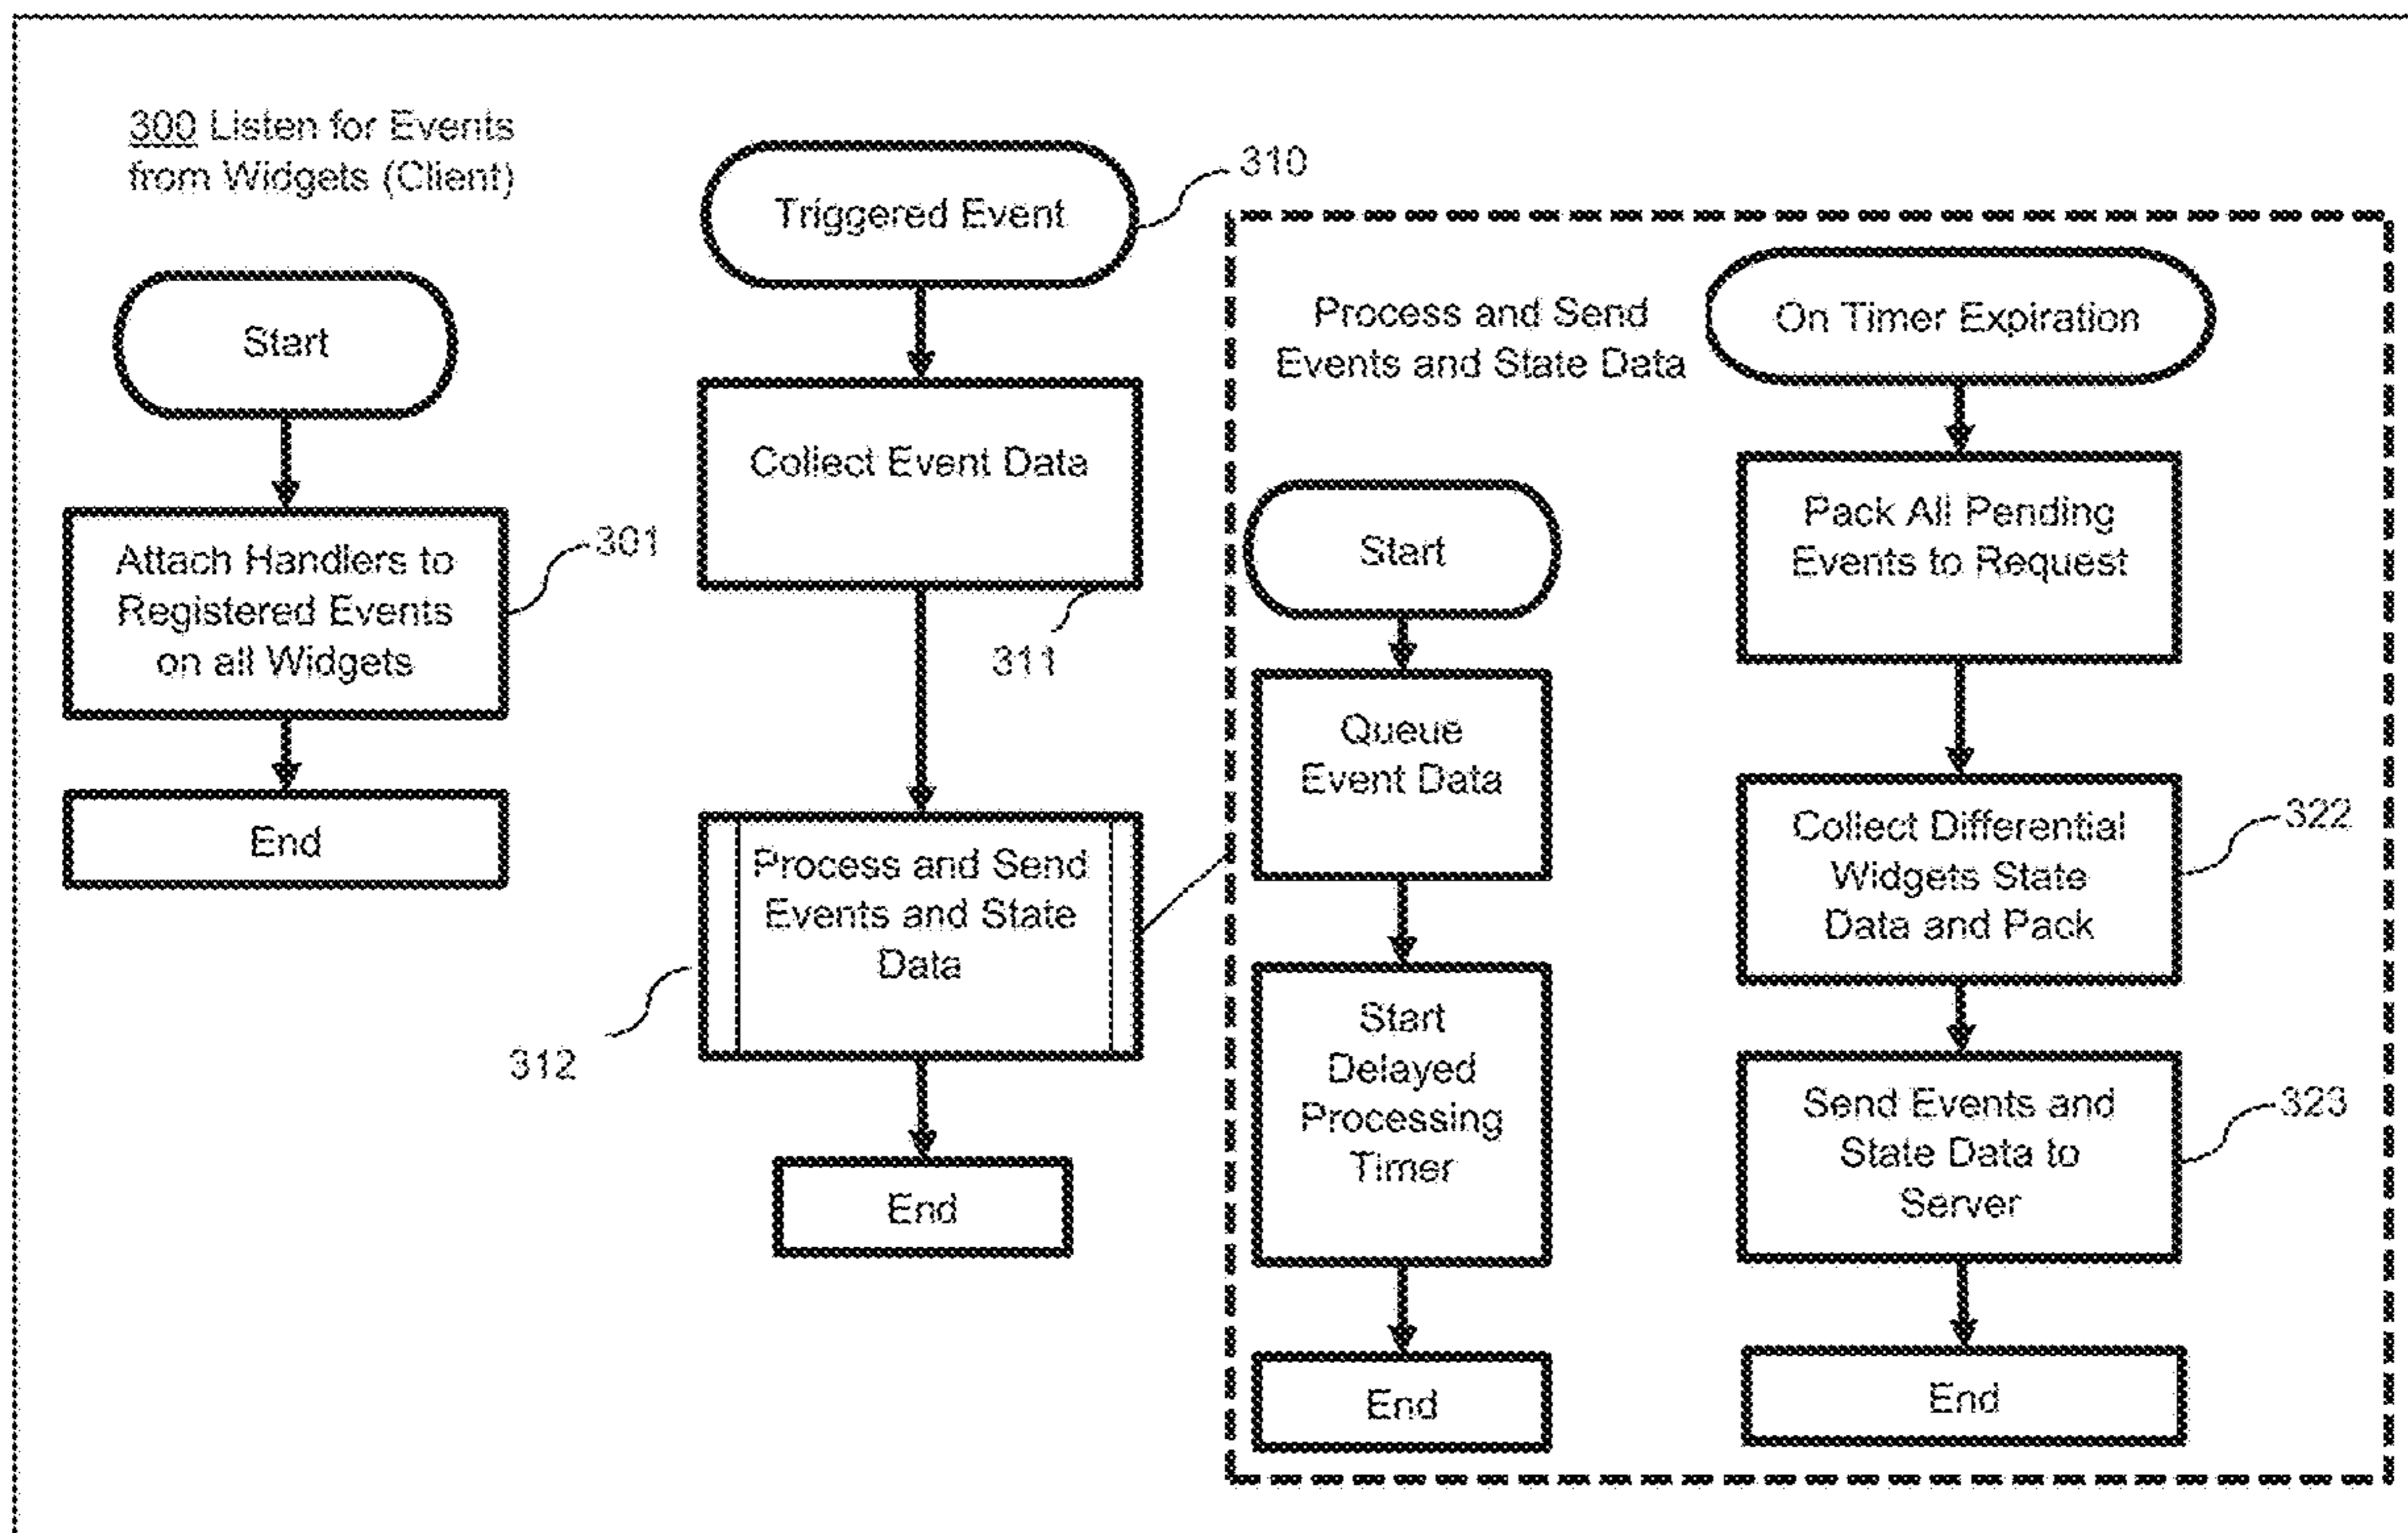 300 Listen for Events
from Widgets (Client)
Start
Attach Handlers to
Registered Events
on all Widgets
301
End
Triggered Event
310
Collect Event Data
311
Process and Send
Events and State
Data
312
End
Process and Send
Events and State Data
Start
Queue
Event Data
Start
Delayed
Processing
Timer
End
On Timer Expiration
Pack All Pending
Events to Request
Collect Differential
Widgets State
Data and Pack
322
Send Events and
State Data to
Server
323
End